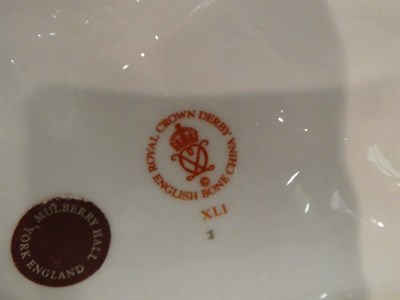 ROYAL CROWN DERBY
ENGLISH BONE CHINA
©
XLI
MULBERRY HALL
YORK ENGLAND